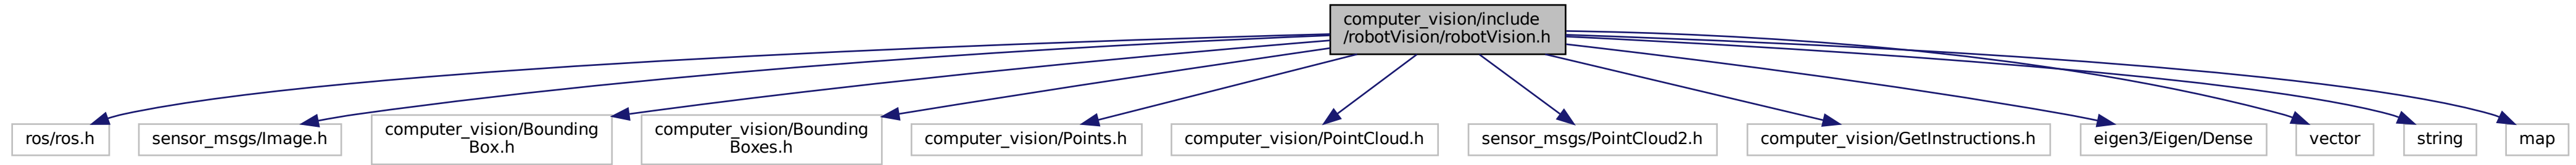 computer_vision/include
/robotVision/robotVision.h
ros/ros.h
sensor_msgs/Image.h
computer_vision/Bounding
Box.h
computer_vision/Bounding
Boxes.h
computer_vision/Points.h
computer_vision/PointCloud.h
sensor_msgs/PointCloud2.h
computer_vision/GetInstructions.h
eigen3/Eigen/Dense
vector
string
map